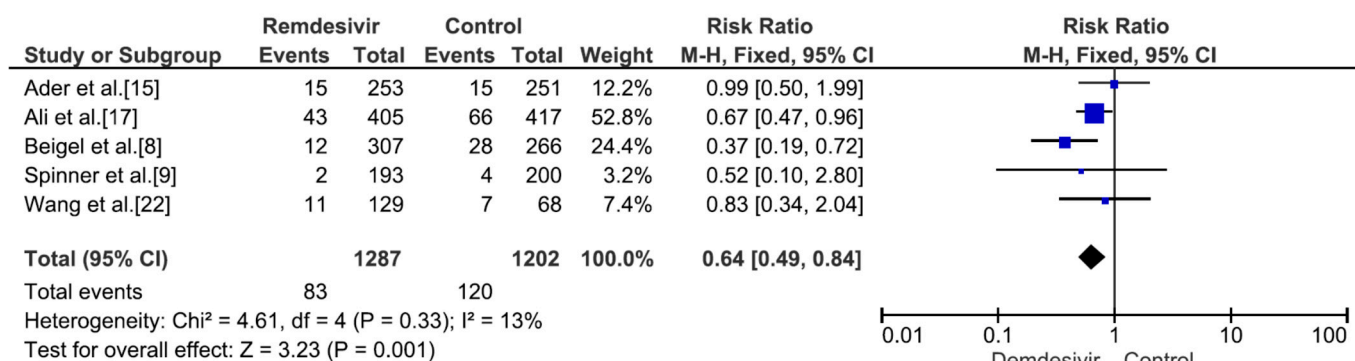 Remdesivir Control Risk Ratio Risk Ratio
Study or Subgroup Events Total Events Total Weight M-H, Fixed, 95% CI M-H, Fixed, 95% CI
Ader et al.[15] 15 253 15 251 12.2% 0.99 [0.50, 1.99]
Ali et al.[17] 43 405 66 417 52.8% 0.67 [0.47, 0.96]
Beigel et al.[8] 12 307 28 266 24.4% 0.37 [0.19, 0.72]
Spinner et al.[9] 2 193 4 200 3.2% 0.52 [0.10, 2.80]
Wang et al.[22] 11 129 7 68 7.4% 0.83 [0.34, 2.04]
Total (95% CI) 1287 1202 100.0% 0.64 [0.49, 0.84]
Total events 83 120
Heterogeneity: Chi² = 4.61, df = 4 (P = 0.33); I² = 13%
Test for overall effect: Z = 3.23 (P = 0.001)
0.01 0.1 1 10 100
Control